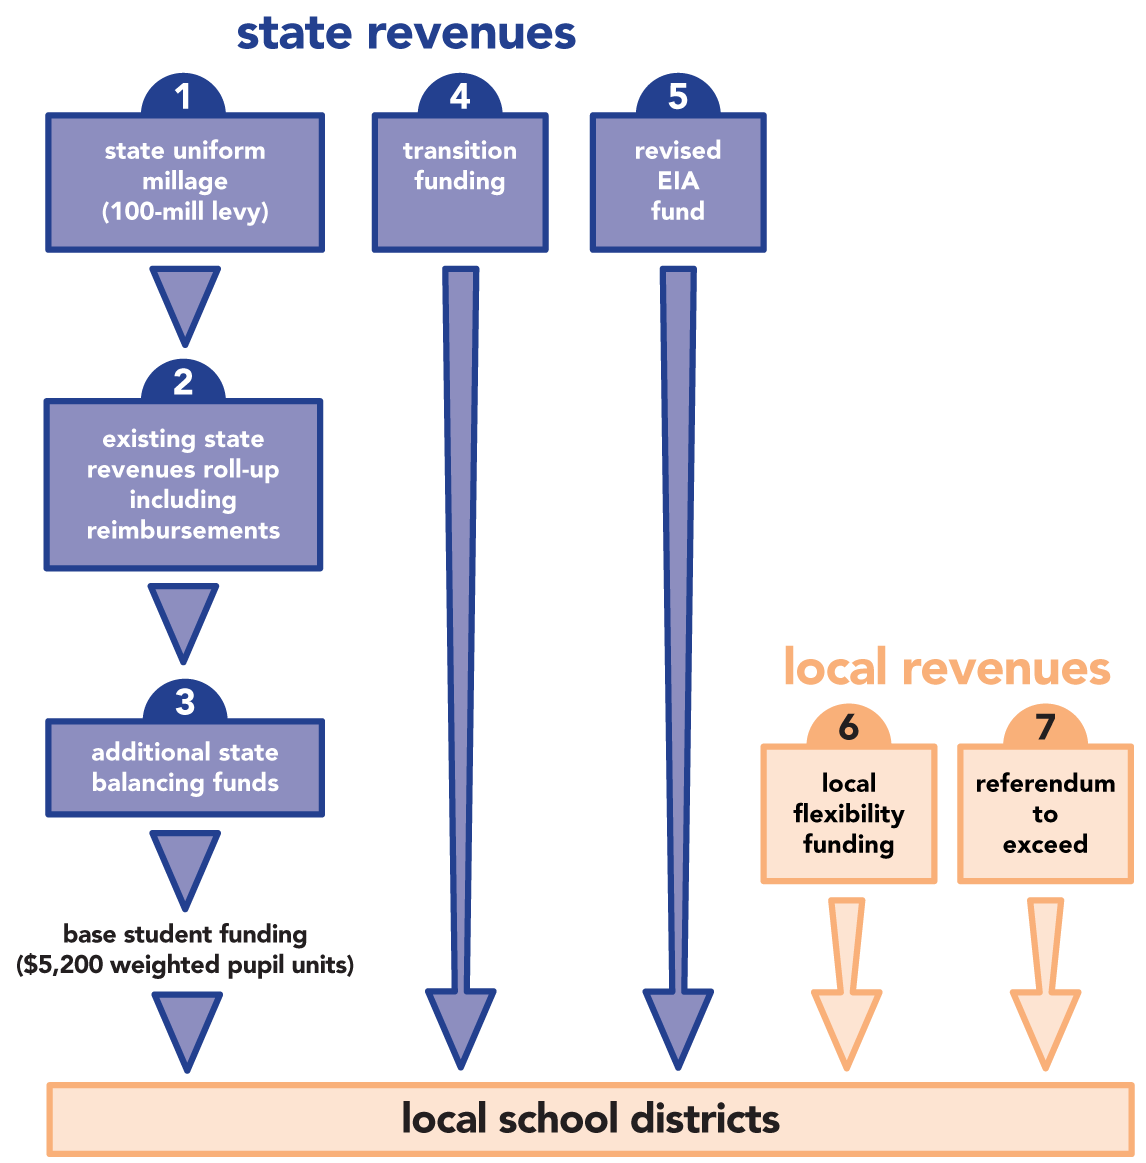 state revenues
1
state uniform
millage
(100-mill levy)
4
transition
funding
5
revised
EIA
fund
2
existing state
revenues roll-up
including
reimbursements
3
additional state
balancing funds
base student funding
($5,200 weighted pupil units)
local revenues
6
local
flexibility
funding
7
referendum
to
exceed
local school districts